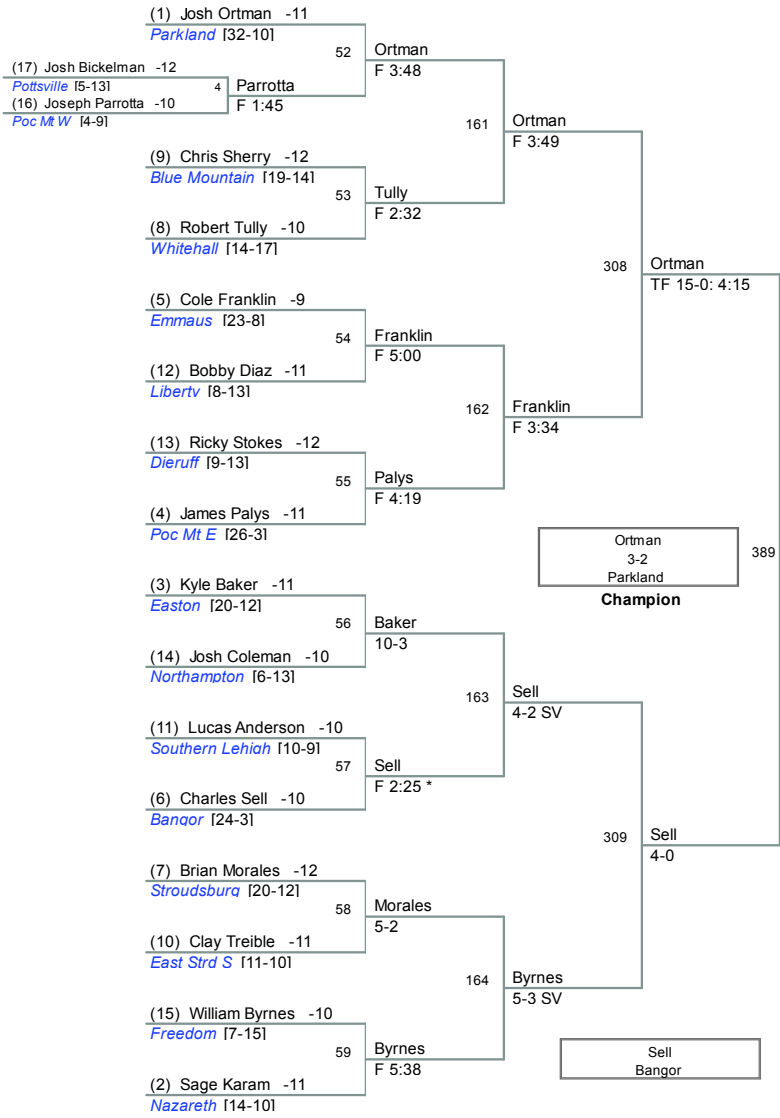 (1) Josh Ortman -11
Parkland [32-10]
52
Ortman
F 3:48
(17) Josh Bickelman -12
Pottsville [5-13]
4
(16) Joseph Parrotta -10
Poc Mt W [4-9]
Parrotta
F 1:45
161
Ortman
F 3:49
(9) Chris Sherry -12
Blue Mountain [19-14]
53
Tully
F 2:32
(8) Robert Tully -10
Whitehall [14-17]
308
Ortman
TF 15-0: 4:15
(5) Cole Franklin -9
Emmaus [23-8]
54
Franklin
F 5:00
(12) Bobby Diaz -11
Liberty [8-13]
162
Franklin
F 3:34
(13) Ricky Stokes -12
Dieruff [9-13]
55
Palys
F 4:19
(4) James Palys -11
Poc Mt E [26-3]
Ortman
3-2
Parkland
Champion
389
(3) Kyle Baker -11
Easton [20-12]
56
Baker
10-3
(14) Josh Coleman -10
Northampton [6-13]
163
Sell
4-2 SV
(11) Lucas Anderson -10
Southern Lehigh [10-9]
57
Sell
F 2:25 *
(6) Charles Sell -10
Bangor [24-3]
309
Sell
4-0
(7) Brian Morales -12
Stroudsburg [20-12]
58
Morales
5-2
(10) Clay Treible -11
East Strd S [11-10]
164
Byrnes
5-3 SV
(15) William Byrnes -10
Freedom [7-15]
59
Byrnes
F 5:38
(2) Sage Karam -11
Nazareth [14-10]
Sell
Bangor